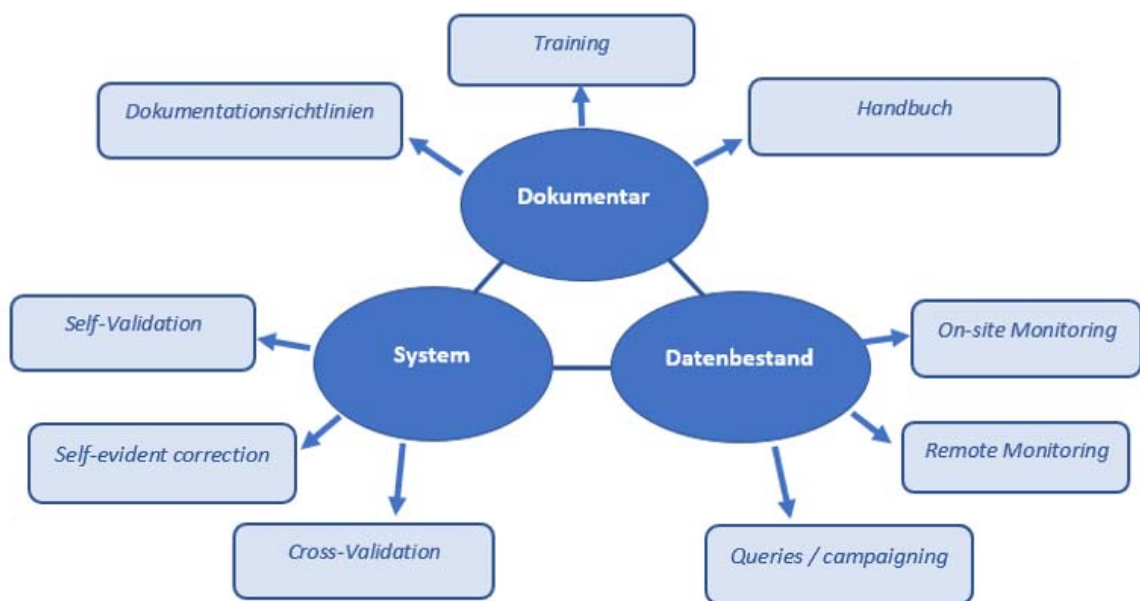 Training
Dokumentationsrichtlinien
Handbuch
Dokumentar
Self-Validation
System
Datenbestand
On-site Monitoring
Self-evident correction
Remote Monitoring
Cross-Validation
Queries / campaigning